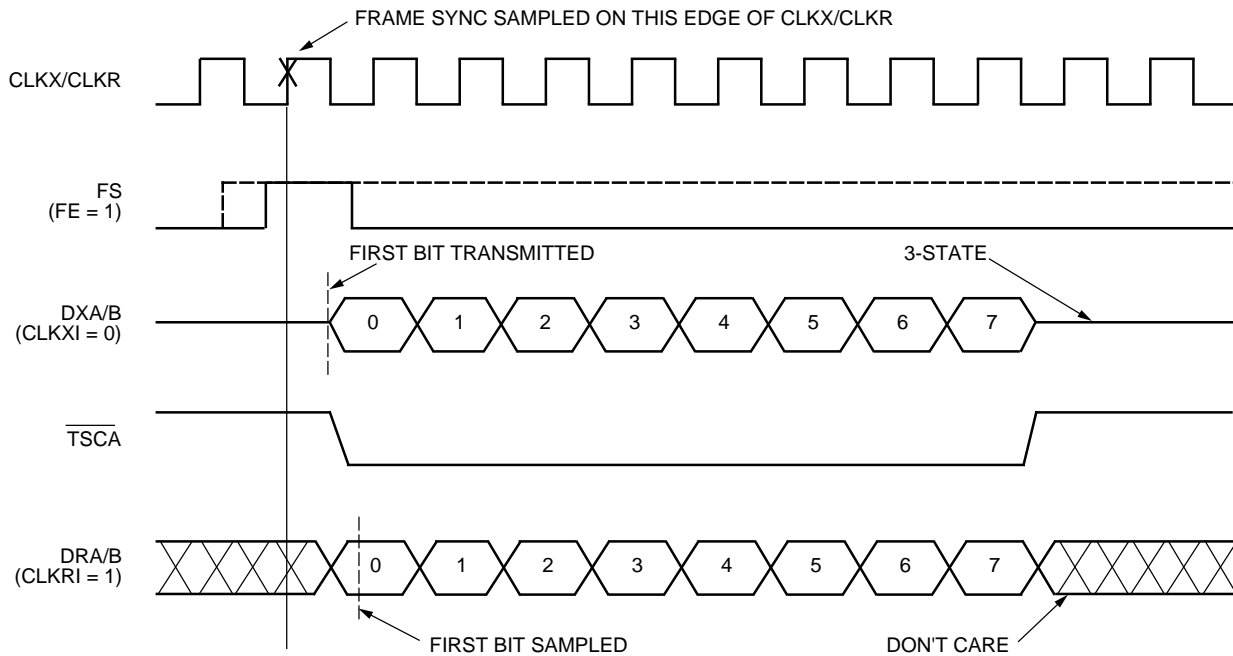 FRAME SYNC SAMPLED ON THIS EDGE OF CLKX/CLKR
CLKX/CLKR
FS
(FE = 1)
FIRST BIT TRANSMITTED
3-STATE
DXA/B
(CLKXI = 0)
0 1 2 3 4 5 6 7
TSCA
DRA/B
(CLKRI = 1)
0 1 2 3 4 5 6 7
FIRST BIT SAMPLED
DON'T CARE